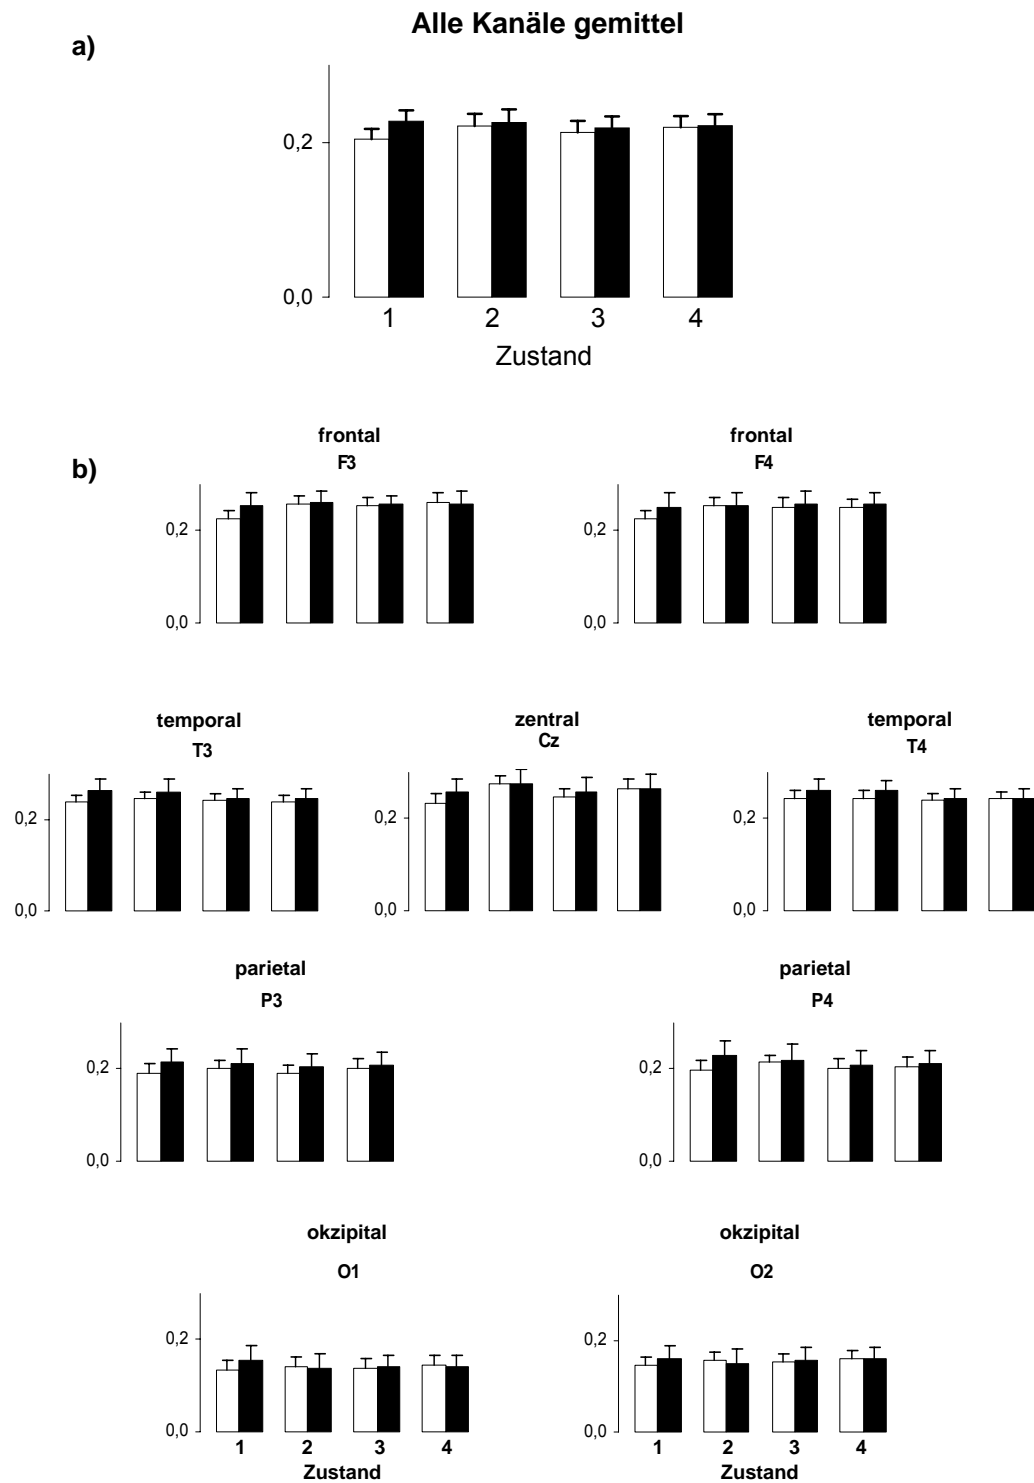 Alle Kanäle gemittel
a)
0,2
0,0
1 2 3 4
Zustand
b)
frontal frontal
F3 F4
0,2 0,2
0,0 0,0
temporal zentral temporal
T3 Cz T4
0,2 0,2 0,2
0,0 0,0 0,0
parietal parietal
P3 P4
0,2 0,2
0,0 0,0
okzipital okzipital
O1 O2
0,2 0,2
0,0 0,0
1 2 3 4 1 2 3 4
Zustand Zustand